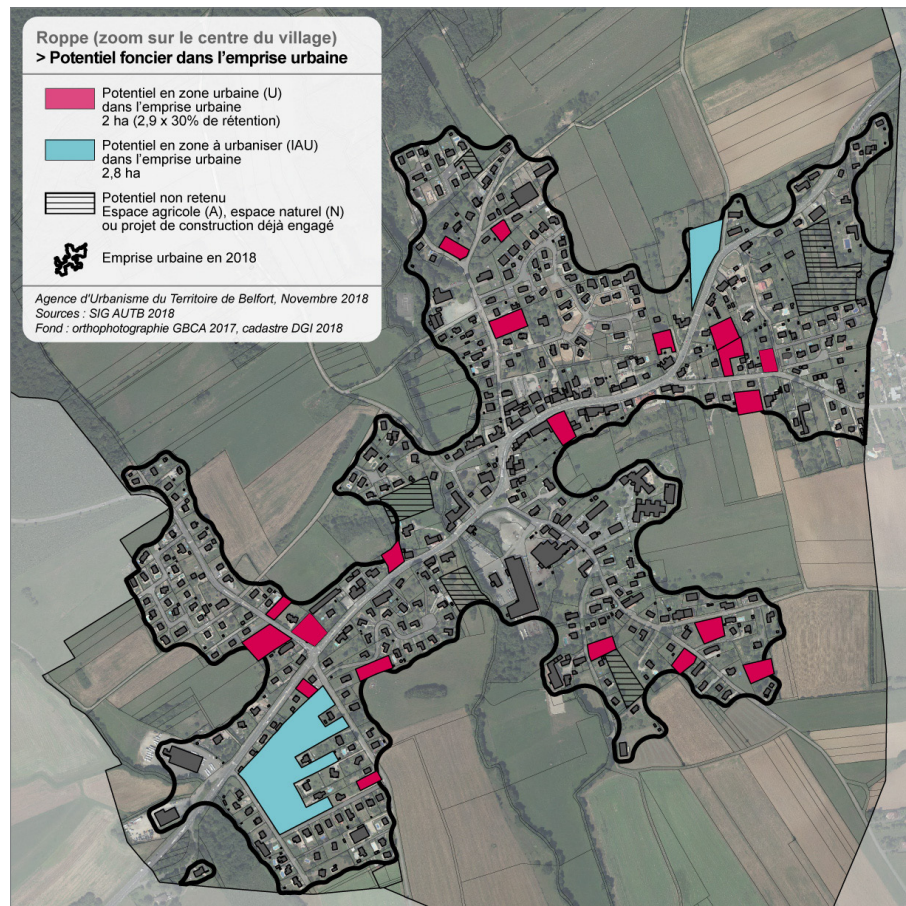 Roppe (zoom sur le centre du village)
> Potentiel foncier dans l'emprise urbaine
Potentiel en zone urbaine (U)
dans l'emprise urbaine
2 ha (2,9 x 30% de rétention)
Potentiel en zone à urbaniser (IAU)
dans l'emprise urbaine
2,8 ha
Potentiel non retenu
Espace agricole (A), espace naturel (N)
ou projet de construction déjà engagé
Emprise urbaine en 2018
Agence d'Urbanisme du Territoire de Belfort, Novembre 2018
Sources : SIG AUTB 2018
Fond : orthophotographie GBCA 2017, cadastre DGI 2018